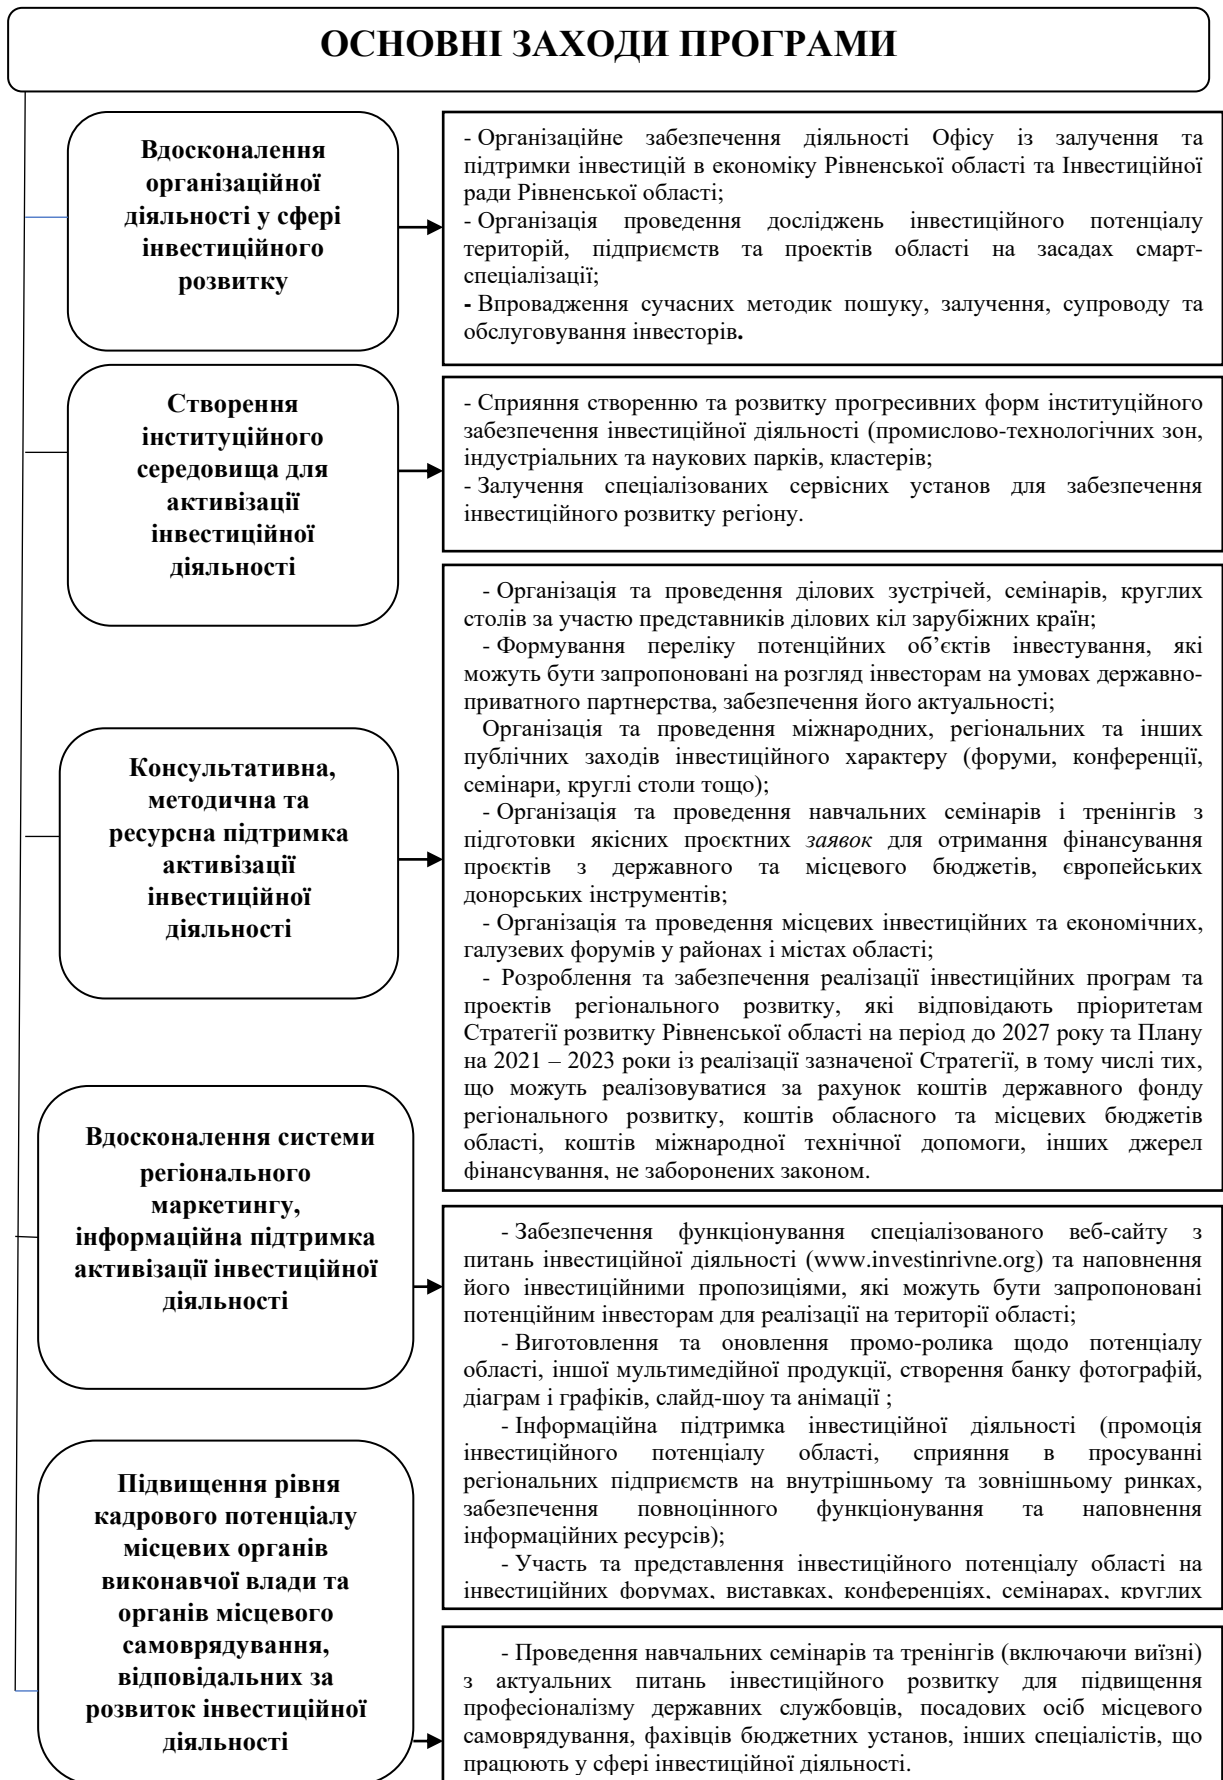 ОСНОВНІ ЗАХОДИ ПРОГРАМИ
Вдосконалення
організаційної
діяльності у сфері
інвестиційного
розвитку
- Організаційне забезпечення діяльності Офісу із залучення та
підтримки інвестицій в економіку Рівненської області та Інвестиційної
ради Рівненської області;
- Організація проведення досліджень інвестиційного потенціалу
територій, підприємств та проектів області на засадах смарт-
спеціалізації;
- Впровадження сучасних методик пошуку, залучення, супроводу та
обслуговування інвесторів.
Створення
інституційного
середовища для
активізації
інвестиційної
діяльності
- Сприяння створенню та розвитку прогресивних форм інституційного
забезпечення інвестиційної діяльності (промислово-технологічних зон,
індустріальних та наукових парків, кластерів;
- Залучення спеціалізованих сервісних установ для забезпечення
інвестиційного розвитку регіону.
Консультативна,
методична та
ресурсна підтримка
активізації
інвестиційної
діяльності
- Організація та проведення ділових зустрічей, семінарів, круглих
столів за участю представників ділових кіл зарубіжних країн;
- Формування переліку потенційних об’єктів інвестування, які
можуть бути запропоновані на розгляд інвесторам на умовах державно-
приватного партнерства, забезпечення його актуальності;
Організація та проведення міжнародних, регіональних та інших
публічних заходів інвестиційного характеру (форуми, конференції,
семінари, круглі столи тощо);
- Організація та проведення навчальних семінарів і тренінгів з
підготовки якісних проєктних заявок для отримання фінансування
проєктів з державного та місцевого бюджетів, європейських
донорських інструментів;
- Організація та проведення місцевих інвестиційних та економічних,
галузевих форумів у районах і містах області;
- Розроблення та забезпечення реалізації інвестиційних програм та
проектів регіонального розвитку, які відповідають пріоритетам
Стратегії розвитку Рівненської області на період до 2027 року та Плану
на 2021 – 2023 роки із реалізації зазначеної Стратегії, в тому числі тих,
що можуть реалізовуватися за рахунок коштів державного фонду
регіонального розвитку, коштів обласного та місцевих бюджетів
області, коштів міжнародної технічної допомоги, інших джерел
фінансування, не заборонених законом.
Вдосконалення системи
регіонального
маркетингу,
інформаційна підтримка
активізації інвестиційної
діяльності
- Забезпечення функціонування спеціалізованого веб-сайту з
питань інвестиційної діяльності (www.investinrivne.org) та наповнення
його інвестиційними пропозиціями, які можуть бути запропоновані
потенційним інвесторам для реалізації на території області;
- Виготовлення та оновлення промо-ролика щодо потенціалу
області, іншої мультимедійної продукції, створення банку фотографій,
діаграм і графіків, слайд-шоу та анімації ;
- Інформаційна підтримка інвестиційної діяльності (промоція
інвестиційного потенціалу області, сприяння в просуванні
регіональних підприємств на внутрішньому та зовнішньому ринках,
забезпечення повноцінного функціонування та наповнення
інформаційних ресурсів);
- Участь та представлення інвестиційного потенціалу області на
інвестиційних форумах, виставках, конференціях, семінарах, круглих
Підвищення рівня
кадрового потенціалу
місцевих органів
виконавчої влади та
органів місцевого
самоврядування,
відповідальних за
розвиток інвестиційної
діяльності
- Проведення навчальних семінарів та тренінгів (включаючи виїзні)
з актуальних питань інвестиційного розвитку для підвищення
професіоналізму державних службовців, посадових осіб місцевого
самоврядування, фахівців бюджетних установ, інших спеціалістів, що
працюють у сфері інвестиційної діяльності.